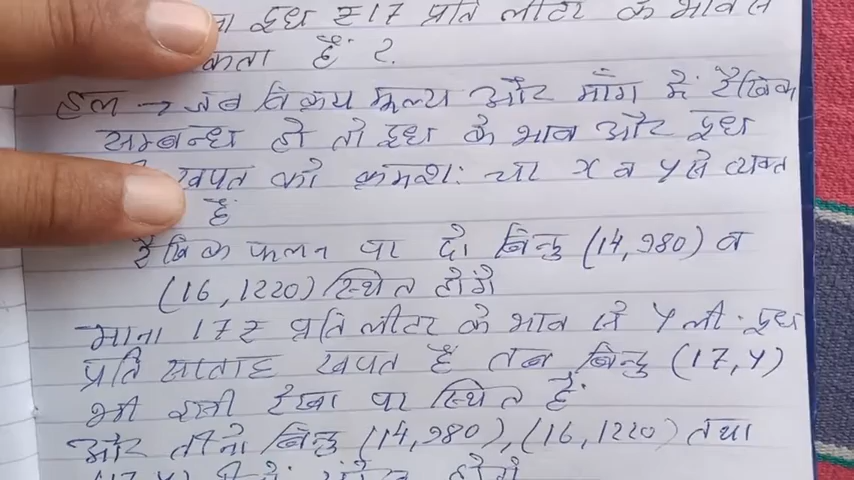 दुध ₹17 प्रति लीटर के भाव से
है ?
हल → जब विक्रय मूल्य और माँग में रैखिक
सम्बन्ध हो तो दुध के भाव और दुध
खपत को क्रमश: चर x व y से व्यक्त
है
रैखिक फलन पर दो बिन्दु (14,980) व
(16,1220) स्थित होंगे
माना 17₹ प्रति लीटर के भाव से y ली. दुध
प्रति सप्ताह खपत है तब बिन्दु (17,y)
भी इसी रेखा पर स्थित है
और तीनो बिन्दु (14,980),(16,1220) तथा